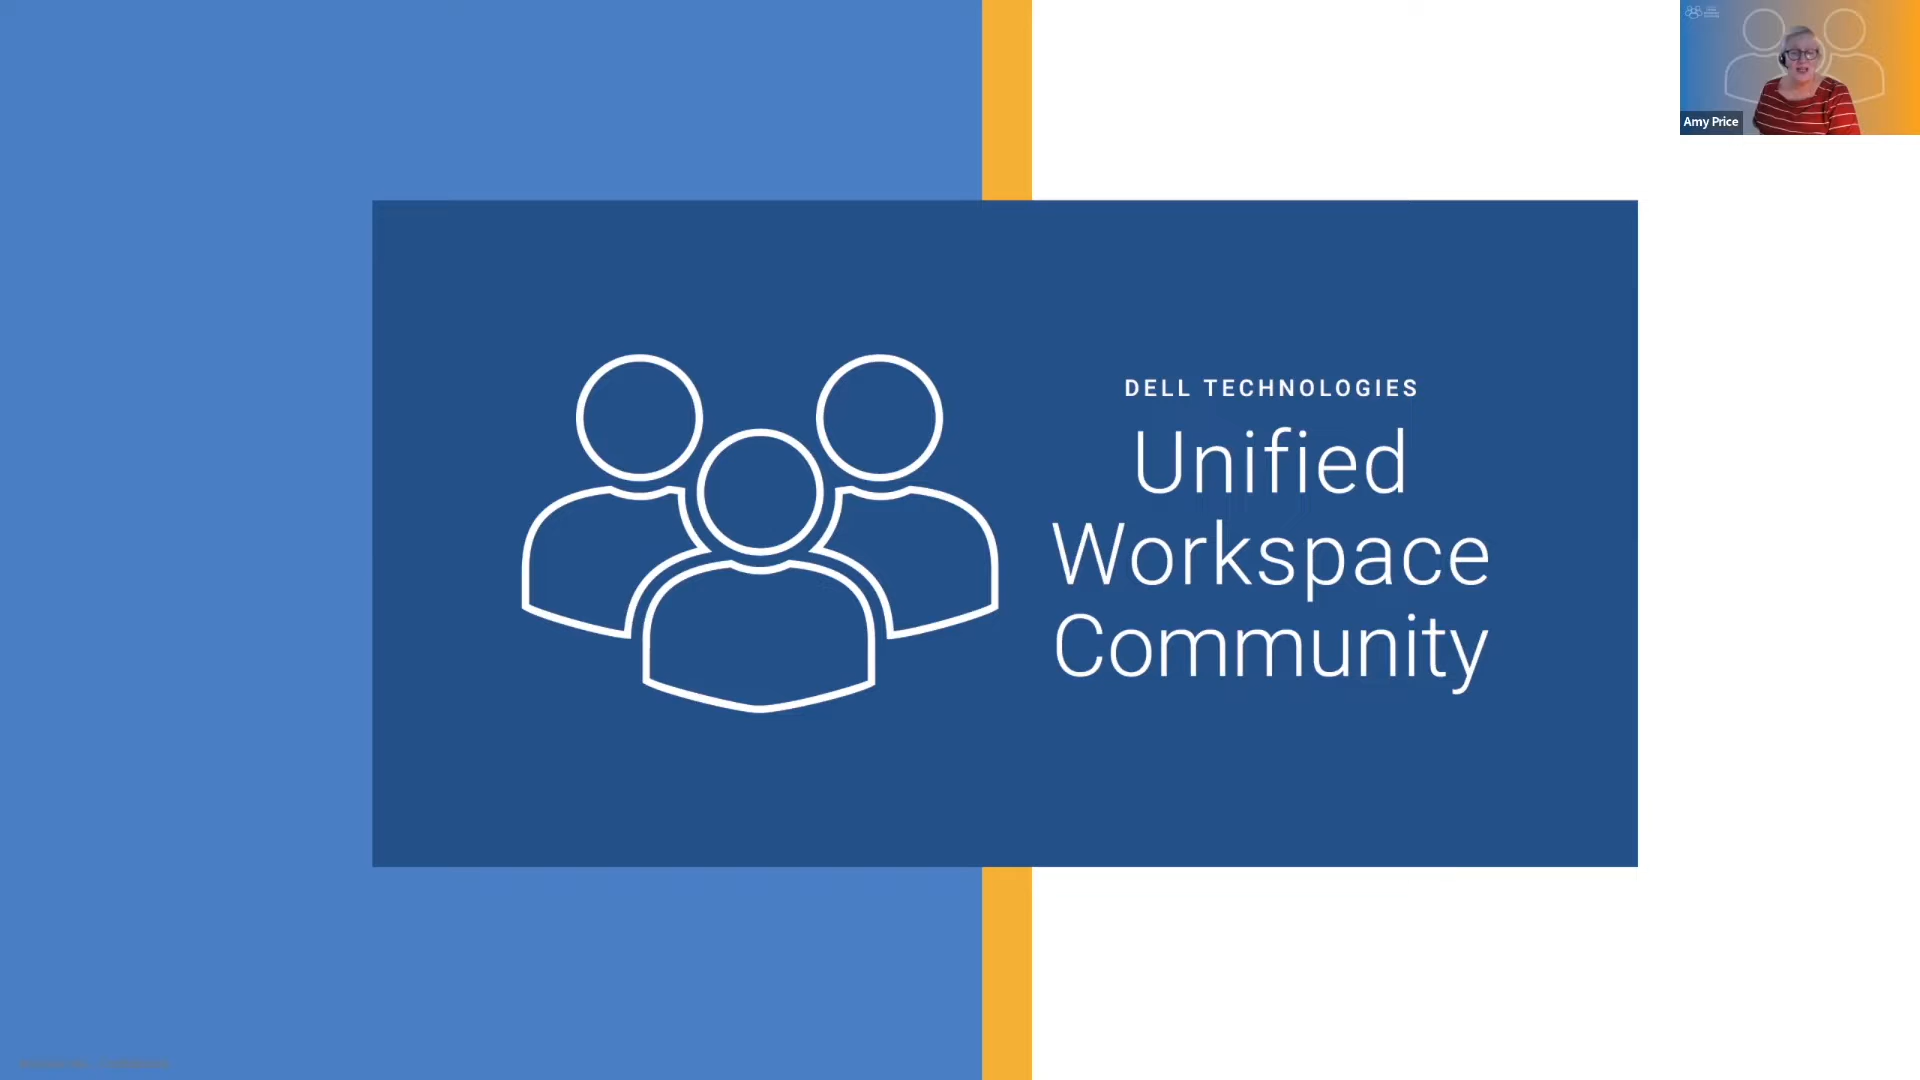 Amy Price
DELL TECHNOLOGIES
Unified
Workspace
Community